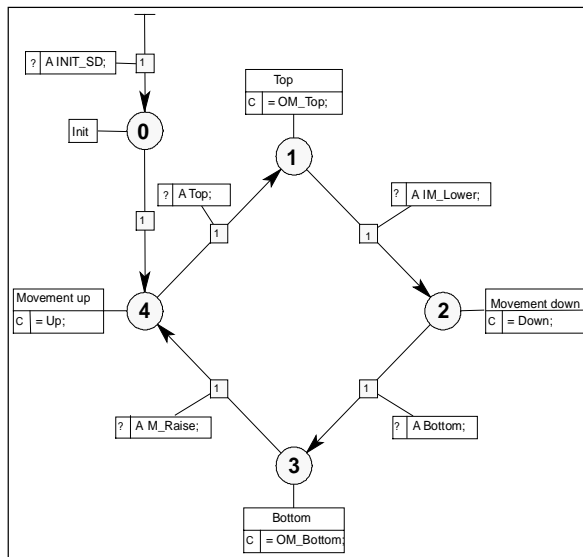 1
? A INIT_SD;
Init
0
Top
C = OM_Top;
1
? A Top;
1
? A IM_Lower;
1
1
Movement up
C = Up;
4
2
Movement down
C = Down;
1
1
? A M_Raise;
? A Bottom;
3
Bottom
C = OM_Bottom;